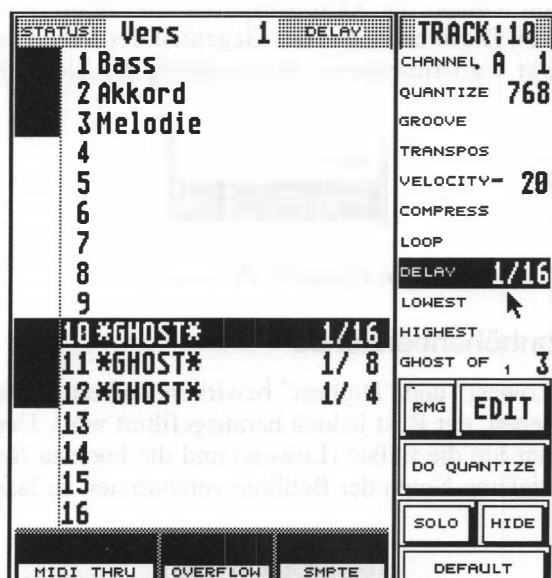 STATUS Vers 1 DELAY
1 Bass
2 Akkord
3 Melodie
4
5
6
7
8
9
10 *GHOST* 1/16
11 *GHOST* 1/ 8
12 *GHOST* 1/ 4
13
14
15
16
MIDI THRU OVERFLOW SMPTE
TRACK:10
CHANNEL A 1
QUANTIZE 768
GROOVE
TRANSPOS
VELOCITY- 20
COMPRESS
LOOP
DELAY 1/16
LOWEST
HIGHEST
GHOST OF , 3
RMG EDIT
DO QUANTIZE
SOLO HIDE
DEFAULT